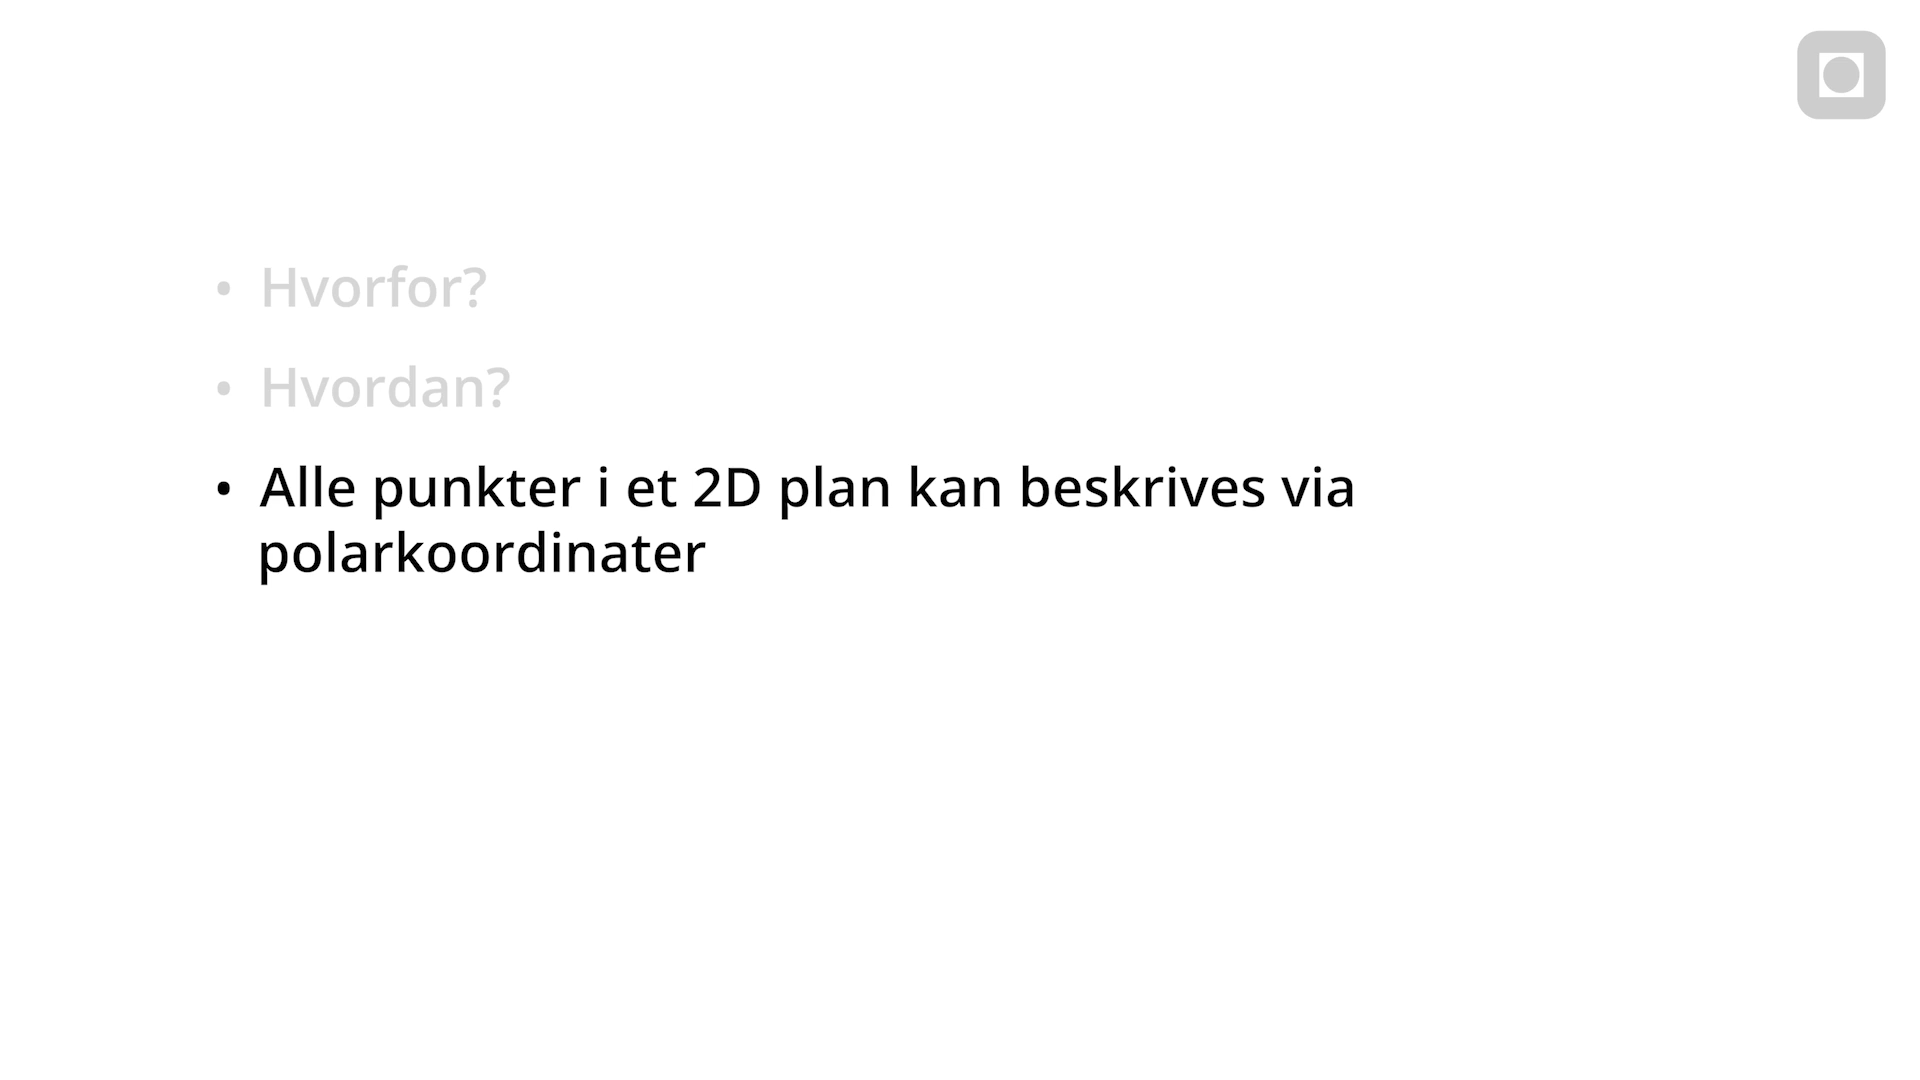 • Hvorfor?
• Hvordan?
• Alle punkter i et 2D plan kan beskrives via
polarkoordinater